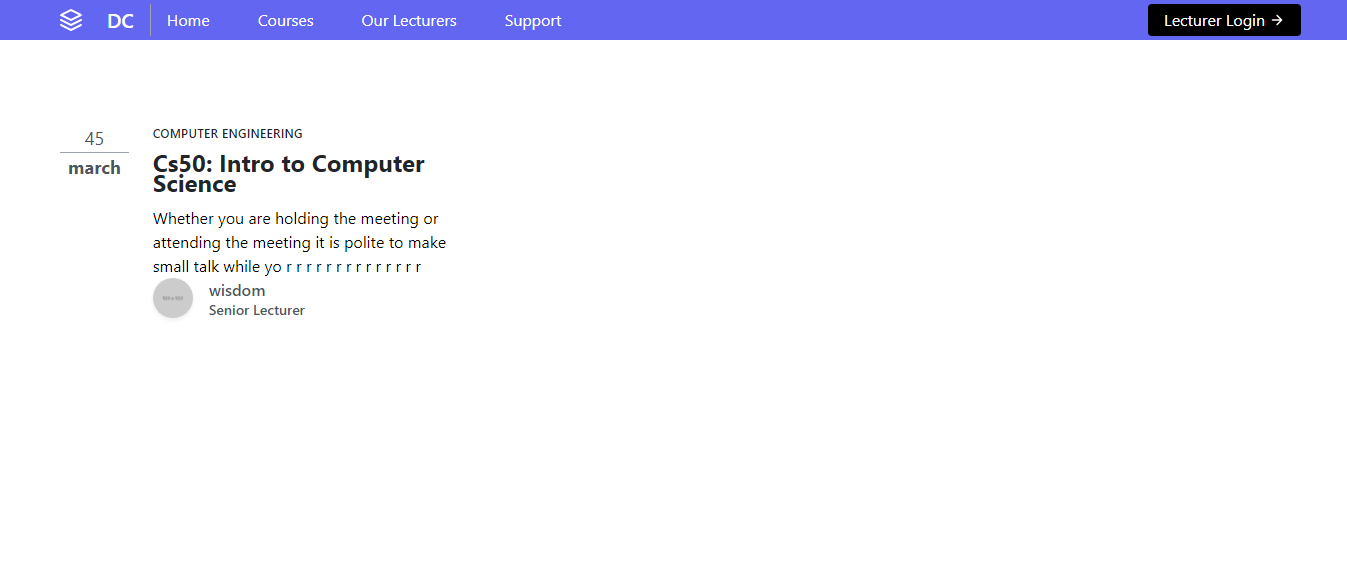 DC Home Courses Our Lecturers Support Lecturer Login →
45
march
COMPUTER ENGINEERING
Cs50: Intro to Computer
Science
Whether you are holding the meeting or
attending the meeting it is polite to make
small talk while yo r r r r r r r r r r r r r r
wisdom
Senior Lecturer